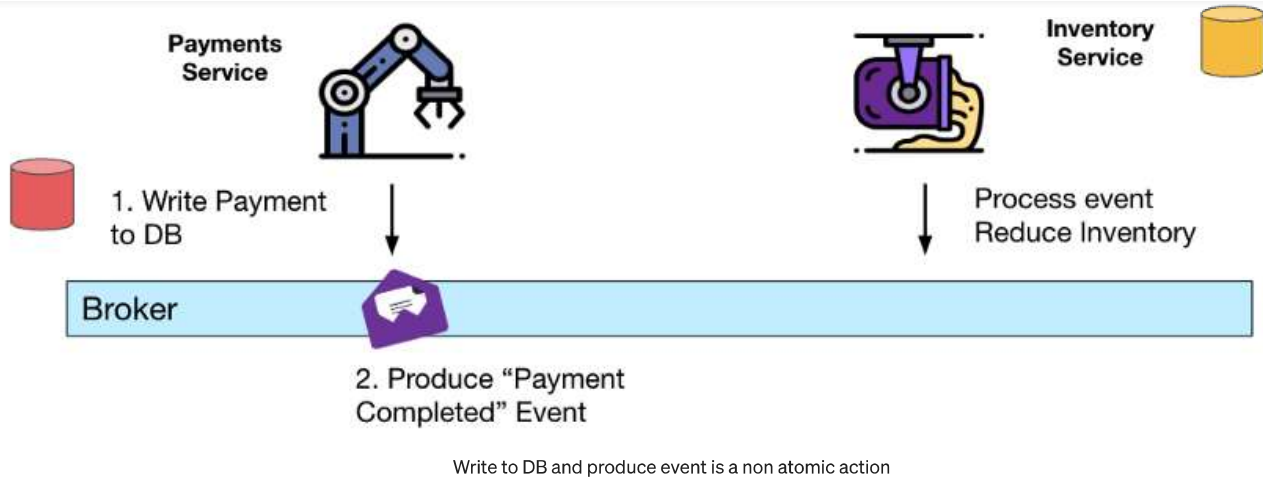 Payments
Service
Inventory
Service
1. Write Payment
to DB
Process event
Reduce Inventory
Broker
2. Produce “Payment
Completed” Event
Write to DB and produce event is a non atomic action